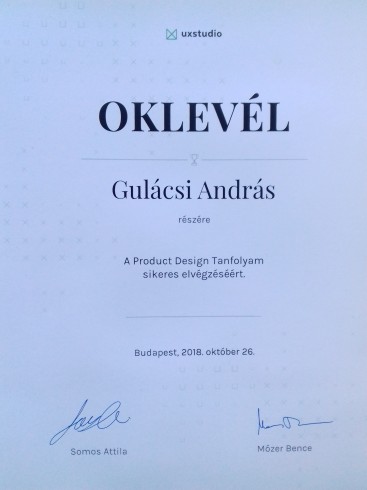 uxstudio
OKLEVÉL
Gulácsi András
részére
A Product Design Tanfolyam
sikeres elvégzéséért.
Budapest, 2018. október 26.
Somos Attila
Mózer Bence